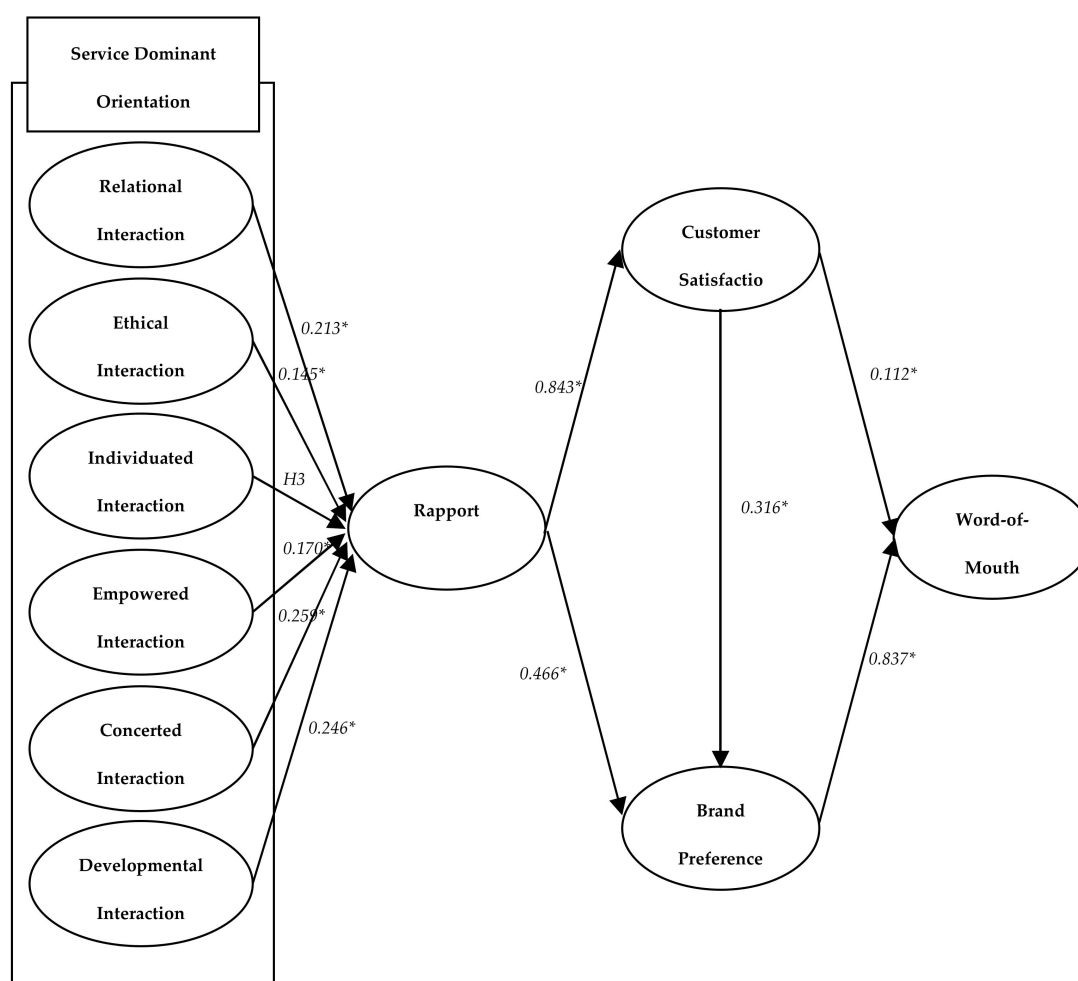 Service Dominant
Orientation
Relational
Interaction
Ethical
Interaction
Individuated
Interaction
Empowered
Interaction
Concerted
Interaction
Developmental
Interaction
0.213*
0.145*
H3
0.170*
0.259*
0.246*
Rapport
0.843*
0.466*
Customer
Satisfactio
0.316*
Brand
Preference
0.112*
0.837*
Word-of-
Mouth